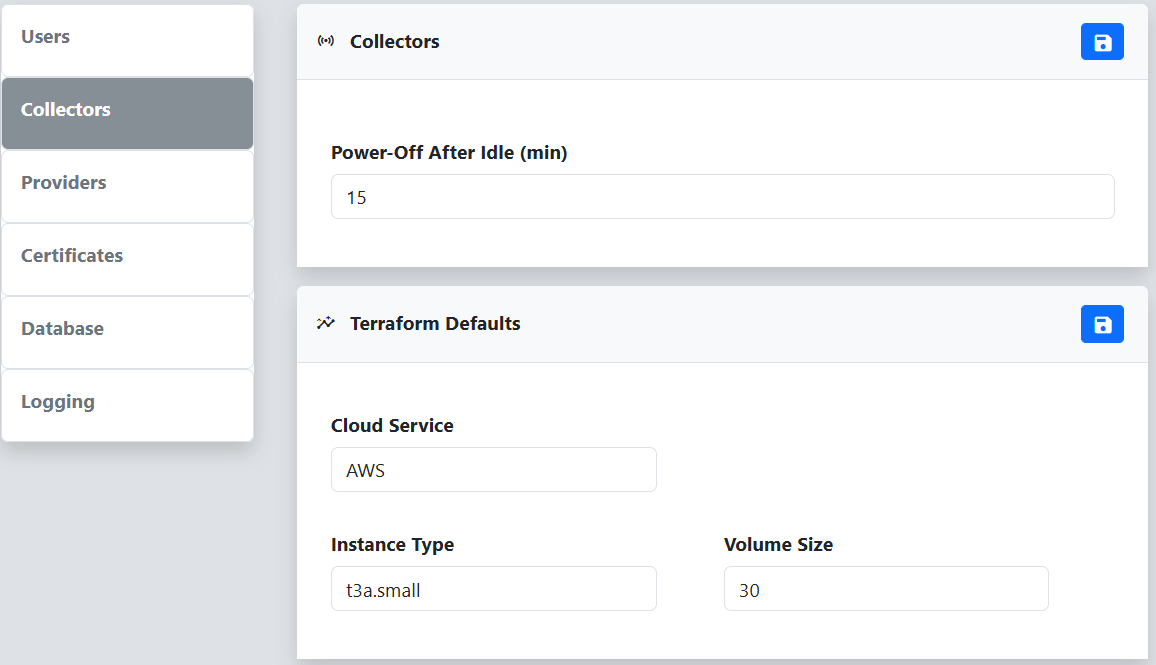 Users
Collectors
Providers
Certificates
Database
Logging
Collectors
Power-Off After Idle (min)
15
Terraform Defaults
Cloud Service
AWS
Instance Type
Volume Size
t3a.small
30